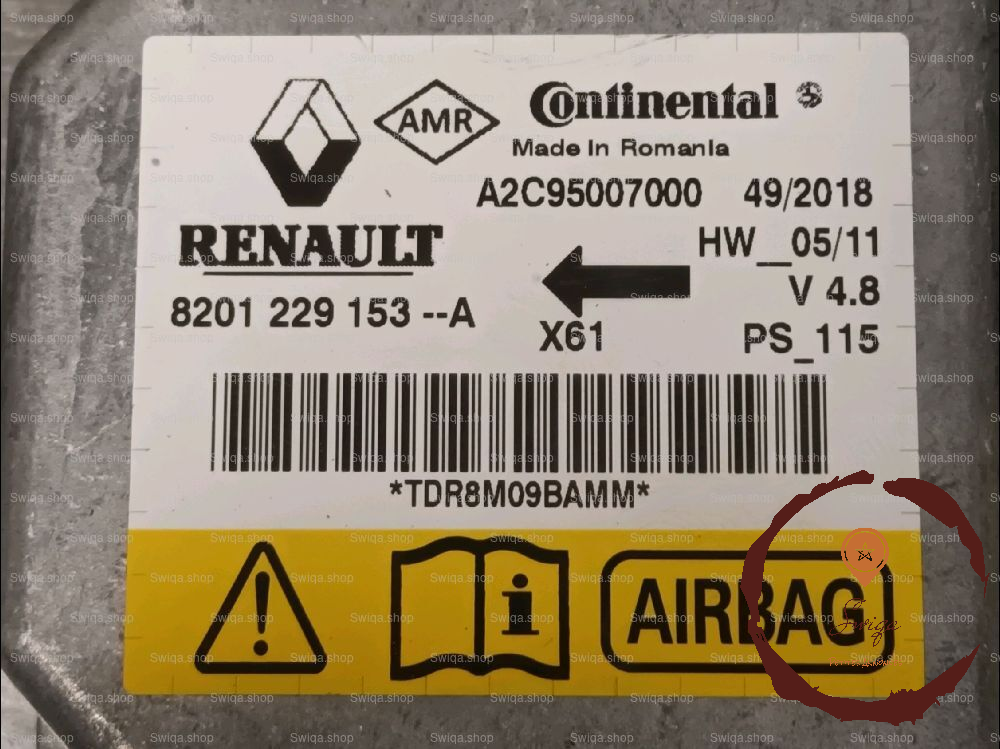 AMR
Continental
Made in Romania
A2C95007000 49/2018
RENAULT
HW__05/11
V 4.8
8201 229 153 --A
X61
PS_115
*TDR8M09BAMM*
i
AIRBAG
Swiqa
Swiqa.shop